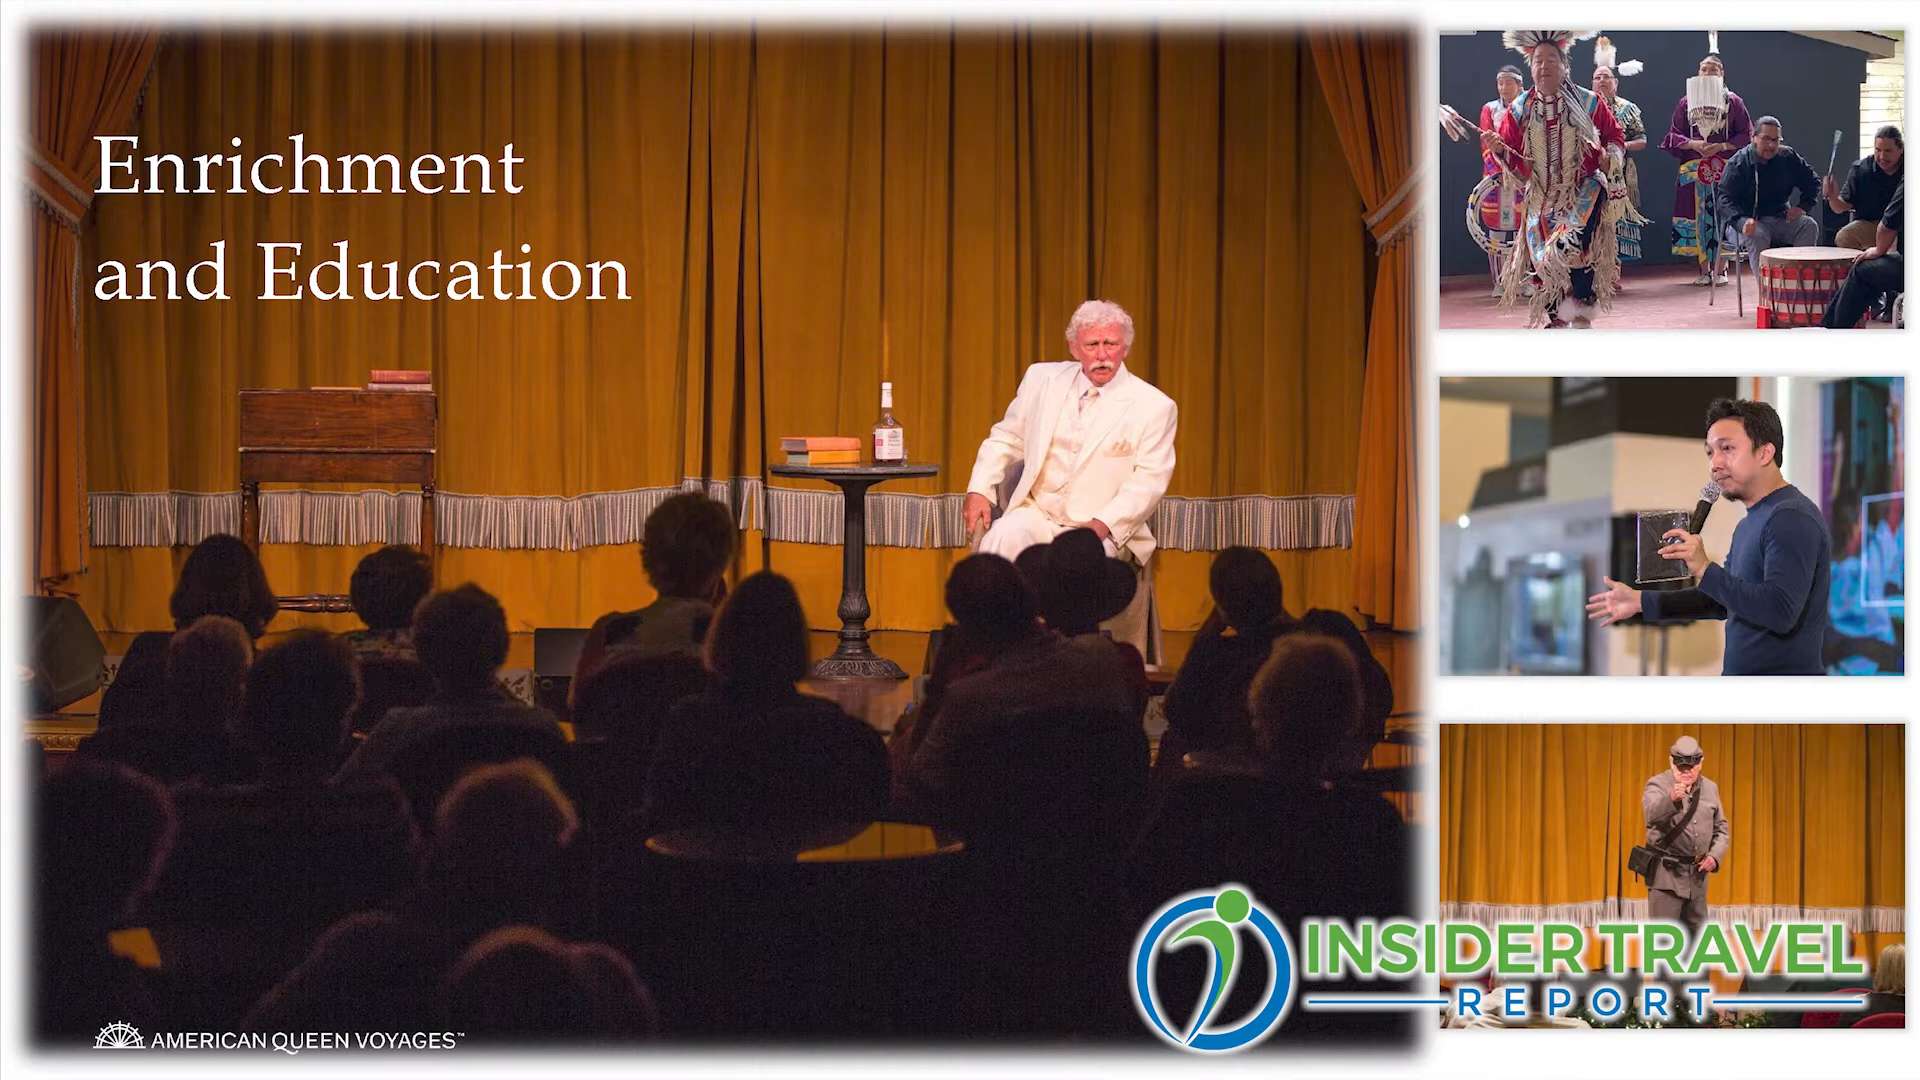 Enrichment
and Education
AMERICAN QUEEN VOYAGES™
INSIDER TRAVEL
REPORT